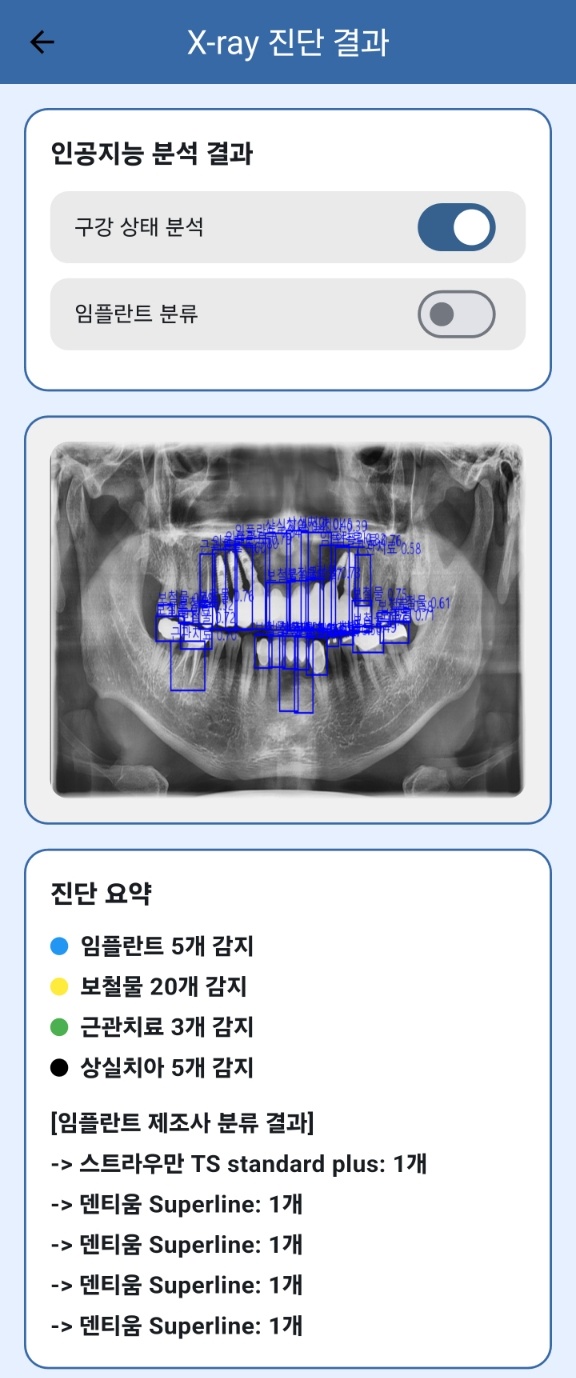 X-ray 진단 결과
인공지능 분석 결과
구강 상태 분석
임플란트 분류
진단 요약
임플란트 5개 감지
보철물 20개 감지
근관치료 3개 감지
상실치아 5개 감지
[임플란트 제조사 분류 결과]
-> 스트라우만 TS standard plus: 1개
-> 덴티움 Superline: 1개
-> 덴티움 Superline: 1개
-> 덴티움 Superline: 1개
-> 덴티움 Superline: 1개